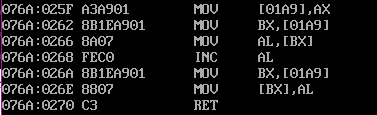 076A:025F A3A901 MOV [01A9],AX
076A:0262 8B1EA901 MOV BX,[01A9]
076A:0266 8A07 MOV AL,[BX]
076A:0268 FEC0 INC AL
076A:026A 8B1EA901 MOV BX,[01A9]
076A:026E 8807 MOV [BX],AL
076A:0270 C3 RET